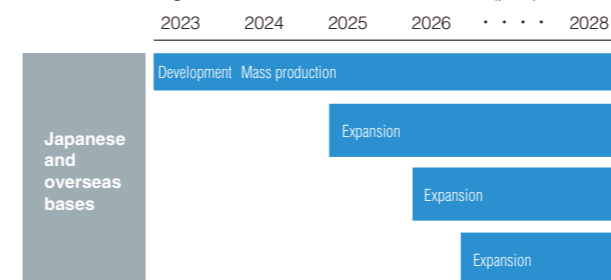 2023 2024 2025 2026 ・・・・ 2028
Development Mass production
Expansion
Japanese
and
overseas
bases
Expansion
Expansion